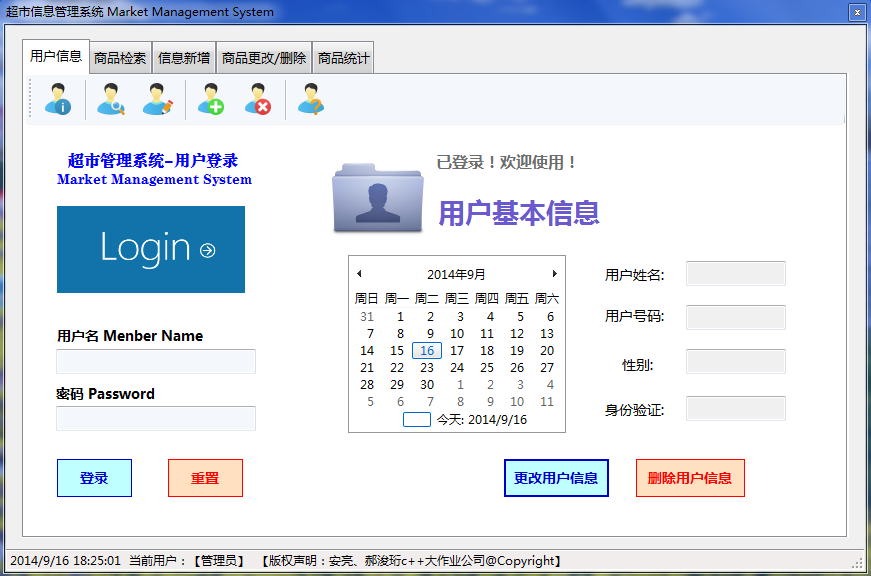 超市信息管理系统 Market Management System
用户信息 商品检索 信息新增 商品更改/删除 商品统计
超市管理系统-用户登录
Market Management System
已登录！欢迎使用！
用户基本信息
Login
用户名 Menber Name
密码 Password
登录 重置
2014年9月
周日 周一 周二 周三 周四 周五 周六
31 1 2 3 4 5 6
7 8 9 10 11 12 13
14 15 16 17 18 19 20
21 22 23 24 25 26 27
28 29 30 1 2 3 4
5 6 7 8 9 10 11
今天: 2014/9/16
用户姓名:
用户号码:
性别:
身份验证:
更改用户信息 删除用户信息
2014/9/16 18:25:01 当前用户：【管理员】 【版权声明：安亮、郝浚珩c++大作业公司@Copyright】